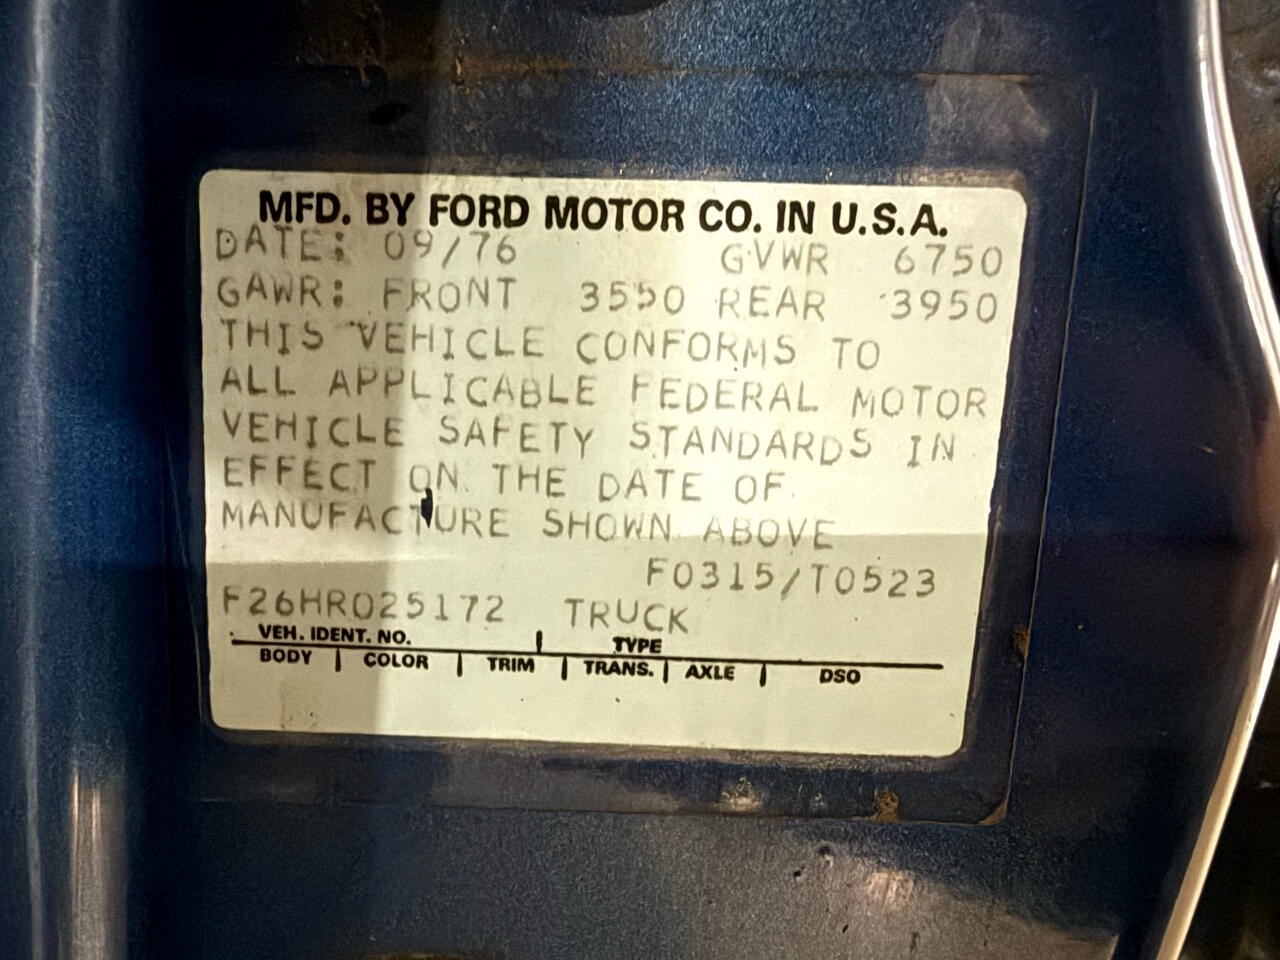 MFD. BY FORD MOTOR CO. IN U.S.A.
DATE: 09/76 GVWR 6750
GAWR: FRONT 3550 REAR 3950
THIS VEHICLE CONFORMS TO
ALL APPLICABLE FEDERAL MOTOR
VEHICLE SAFETY STANDARDS IN
EFFECT ON THE DATE OF
MANUFACTURE SHOWN ABOVE
F0315/T0523
F26HR025172 TRUCK
VEH. IDENT. NO. TYPE
BODY COLOR TRIM TRANS. AXLE DSO